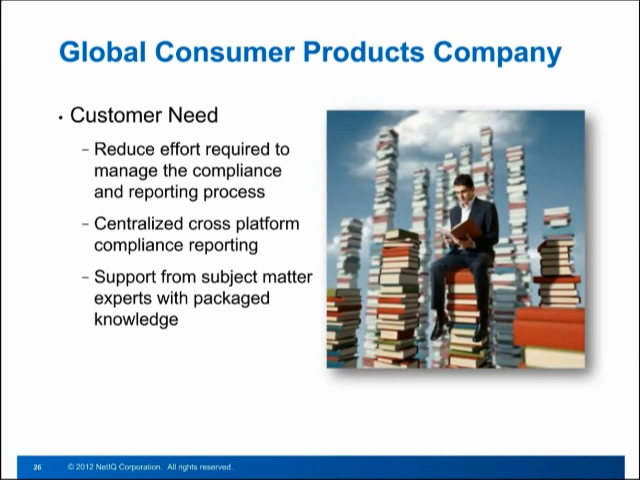 Global Consumer Products Company
• Customer Need
– Reduce effort required to
manage the compliance
and reporting process
– Centralized cross platform
compliance reporting
– Support from subject matter
experts with packaged
knowledge
26 © 2012 NetIQ Corporation. All rights reserved.